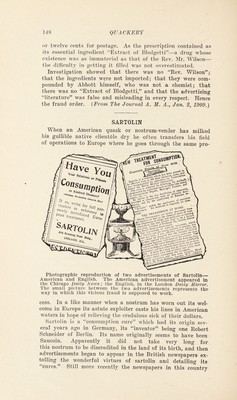 148 QUACKERY
or twelve cents for postage. As the prescription contained as
its essential ingredient "Extract of Blodgetti"—a drug whose
existence was as immaterial as that of the Rev. Mr. Wilson—
the difficulty in getting it filled was not overestimated.
Investigation showed that there was no "Rev. Wilson";
that the ingredients were not imported; that they were com-
pounded by Abbott himself, who was not a chemist; that
there was no "Extract of Blodgetti," and that the advertising
"literature" was false and misleading in every respect. Hence
the fraud order. (From The Journal A. M. A., Jan. 2, 1909.)
SARTOLIN
When an American quack or nostrum-vender has milked
his gullible native clientele dry he often transfers his field
of operations to Europe where he goes through the same pro-
Have You
Consumption
SARTOLIN
TREATMENT
FOR CONSUMPTION.
Photographic reproduction of two advertisements of Sartolin—
American and English. The American advertisement appeared in
the Chicago Daily News; the English, in the London Daily Mirror.
The small picture between the two advertisements represents the
way in which this vicious fraud is supposed to work.
cess. In a like manner when a nostrum has worn out its wel-
come in Europe its astute exploiter casts his lines in American
waters in hope of relieving the credulous sick of their dollars.
Sartolin is a "consumption cure" which had its origin sev-
eral years ago in Germany, its "inventor" being one Robert
Schneider of Berlin. Its name originally seems to have been
Sanosin. Apparently it did not take very long for
this nostrum to be discredited in the land of its birth, and then
advertisements began to appear in the British newspapers ex-
tolling the wonderful virtues of sartolin and detailing its
"cures." Still more recently the newspapers in this country